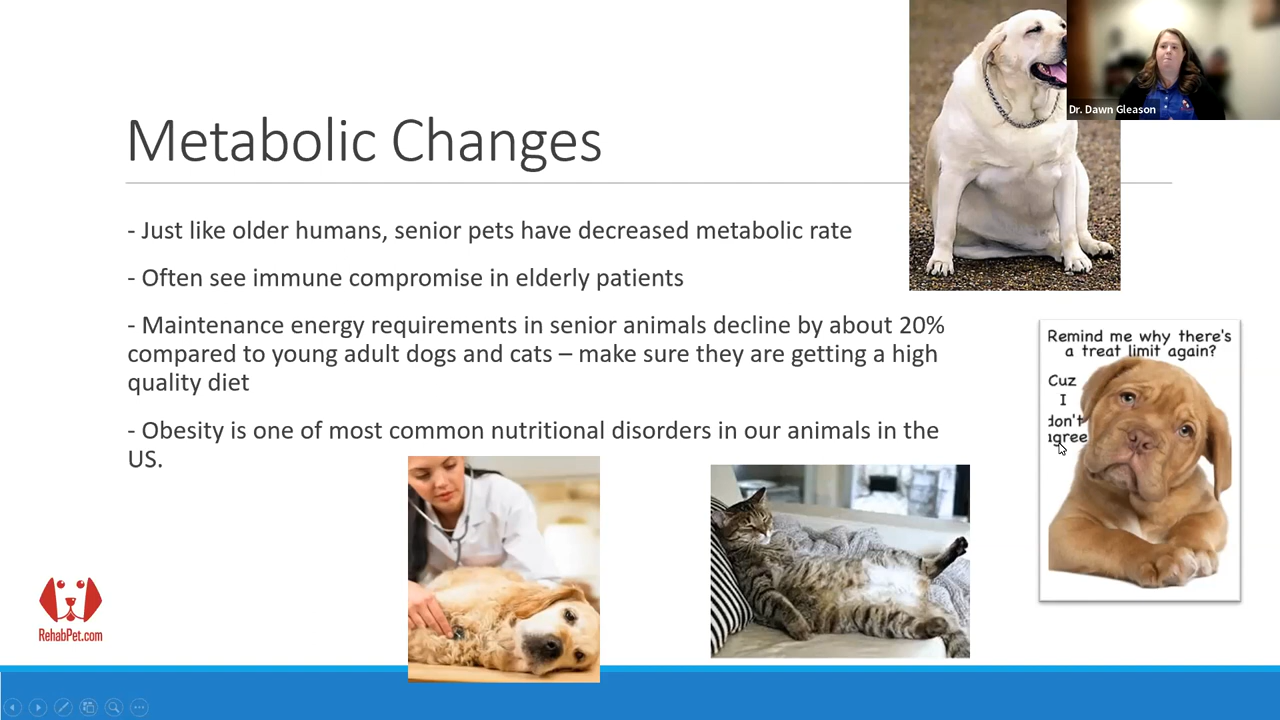 Dr. Dawn Gleason
Metabolic Changes
- Just like older humans, senior pets have decreased metabolic rate
- Often see immune compromise in elderly patients
- Maintenance energy requirements in senior animals decline by about 20%
compared to young adult dogs and cats – make sure they are getting a high
quality diet
- Obesity is one of most common nutritional disorders in our animals in the
US.
Remind me why there's
a treat limit again?
Cuz
I
don't
agree
RehabPet.com